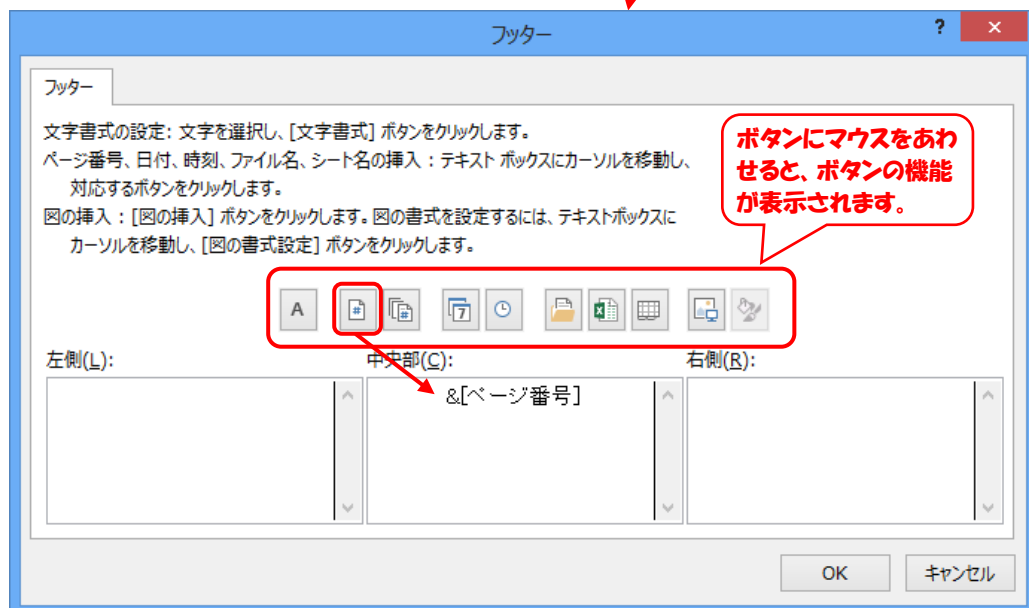 フッター
? ×
フッター
文字書式の設定: 文字を選択し、[文字書式] ボタンをクリックします。
ページ番号、日付、時刻、ファイル名、シート名の挿入 : テキスト ボックスにカーソルを移動し、
対応するボタンをクリックします。
図の挿入 : [図の挿入] ボタンをクリックします。図の書式を設定するには、テキストボックスに
カーソルを移動し、[図の書式設定] ボタンをクリックします。
ボタンにマウスをあわ
せると、ボタンの機能
が表示されます。
A # # 7 X
左側(L): 中央部(C): 右側(R):
&[ページ番号]
OK キャンセル